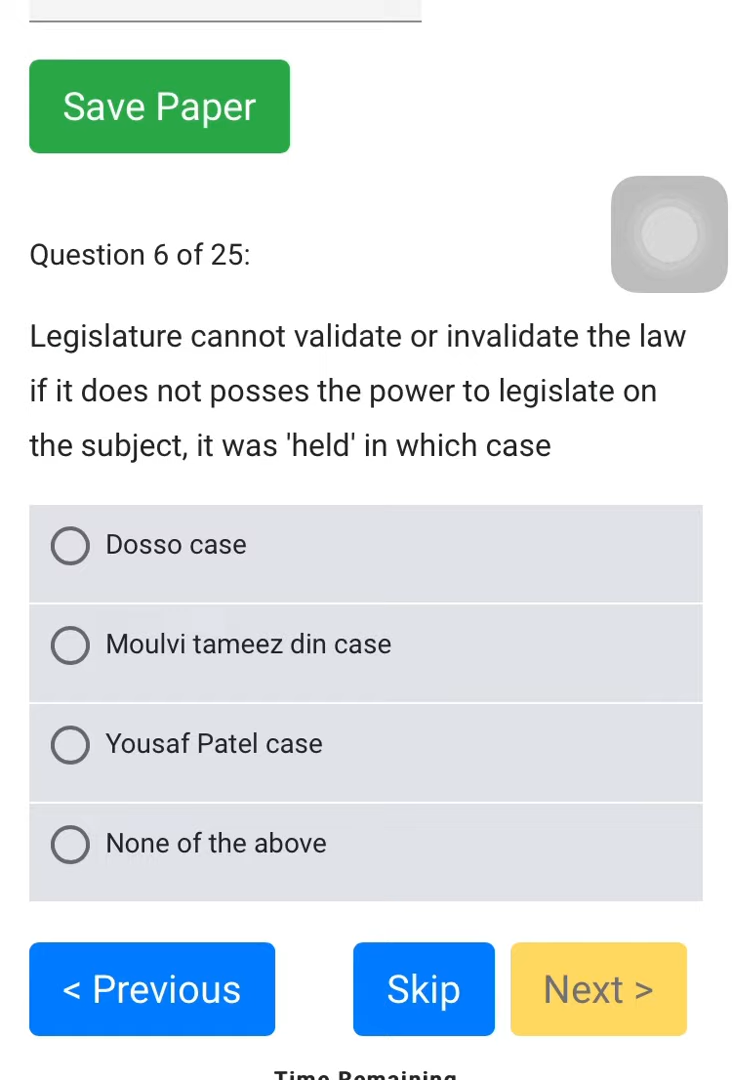 Save Paper
Question 6 of 25:
Legislature cannot validate or invalidate the law
if it does not posses the power to legislate on
the subject, it was 'held' in which case
Dosso case
Moulvi tameez din case
Yousaf Patel case
None of the above
< Previous
Skip
Next >
Time Remaining